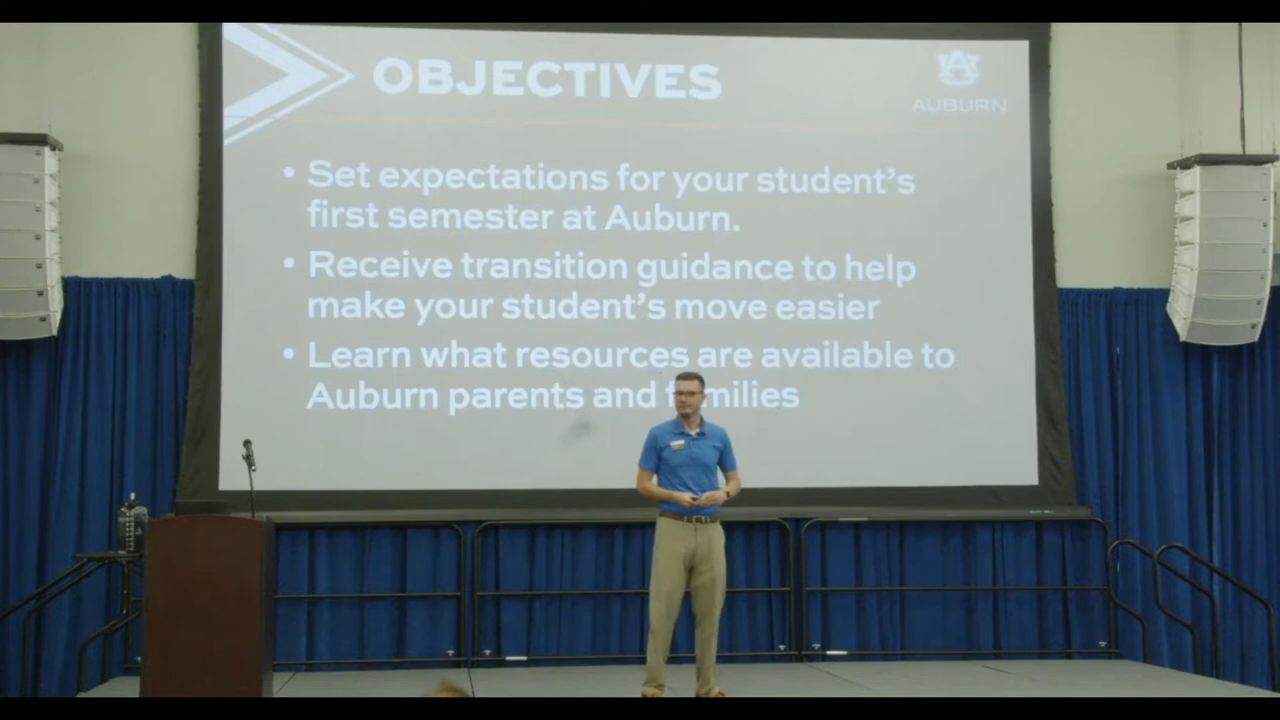 OBJECTIVES
AUBURN
• Set expectations for your student's
first semester at Auburn.
• Receive transition guidance to help
make your student's move easier
• Learn what resources are available to
Auburn parents and families